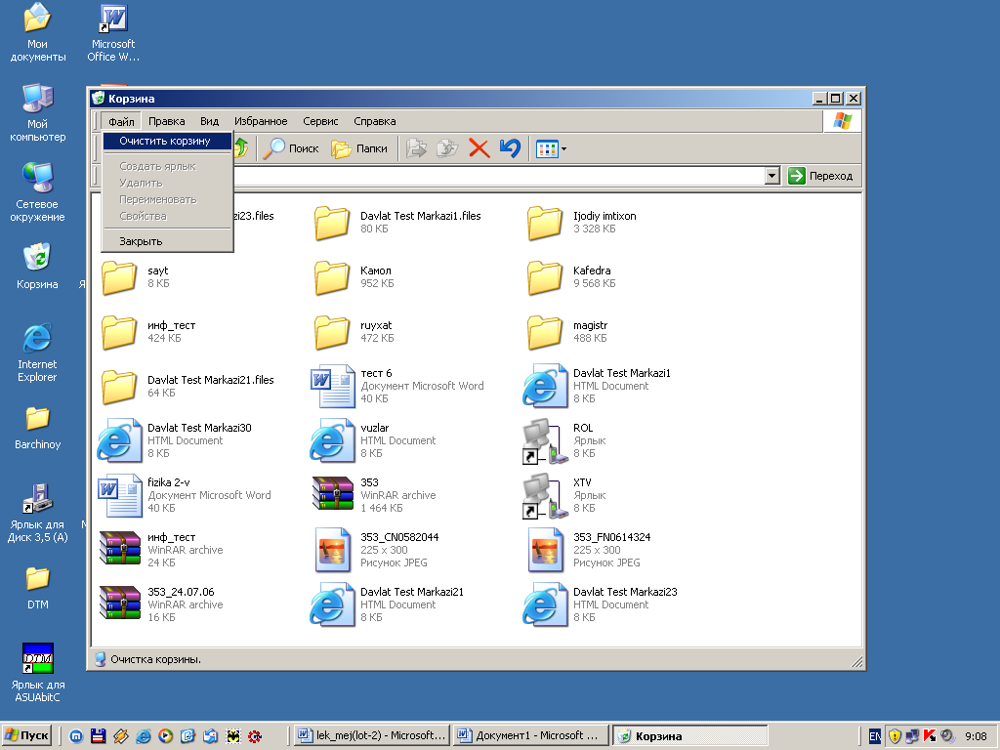 Мои
документы
Microsoft
Office W...
Мой
компьютер
Сетевое
окружение
Корзина
Я
Internet
Explorer
Barchinoy
Ярлык для
Диск 3,5 (A)
DTM
DTM
Ярлык для
ASUAbitC
Корзина
Файл Правка Вид Избранное Сервис Справка
Очистить корзину
Создать ярлык
Удалить
Переименовать
Свойства
Закрыть
Поиск Папки
Переход
kazi23.files
Davlat Test Markazi1.files
80 КБ
Ijodiy imtixon
3 328 КБ
sayt
8 КБ
Камол
952 КБ
Kafedra
9 568 КБ
инф_тест
424 КБ
ruyxat
472 КБ
magistr
488 КБ
Davlat Test Markazi21.files
64 КБ
тест 6
Документ Microsoft Word
40 КБ
Davlat Test Markazi1
HTML Document
8 КБ
Davlat Test Markazi30
HTML Document
8 КБ
vuzlar
HTML Document
8 КБ
ROL
Ярлык
8 КБ
fizika 2-v
Документ Microsoft Word
40 КБ
353
WinRAR archive
1 464 КБ
XTV
Ярлык
8 КБ
инф_тест
WinRAR archive
24 КБ
353_CN0582044
225 x 300
Рисунок JPEG
353_FN0614324
225 x 300
Рисунок JPEG
353_24.07.06
WinRAR archive
16 КБ
Davlat Test Markazi21
HTML Document
8 КБ
Davlat Test Markazi23
HTML Document
8 КБ
Очистка корзины.
Пуск
lek_mej(lot-2) - Microsoft...
Документ1 - Microsoft ...
Корзина
EN
9:08